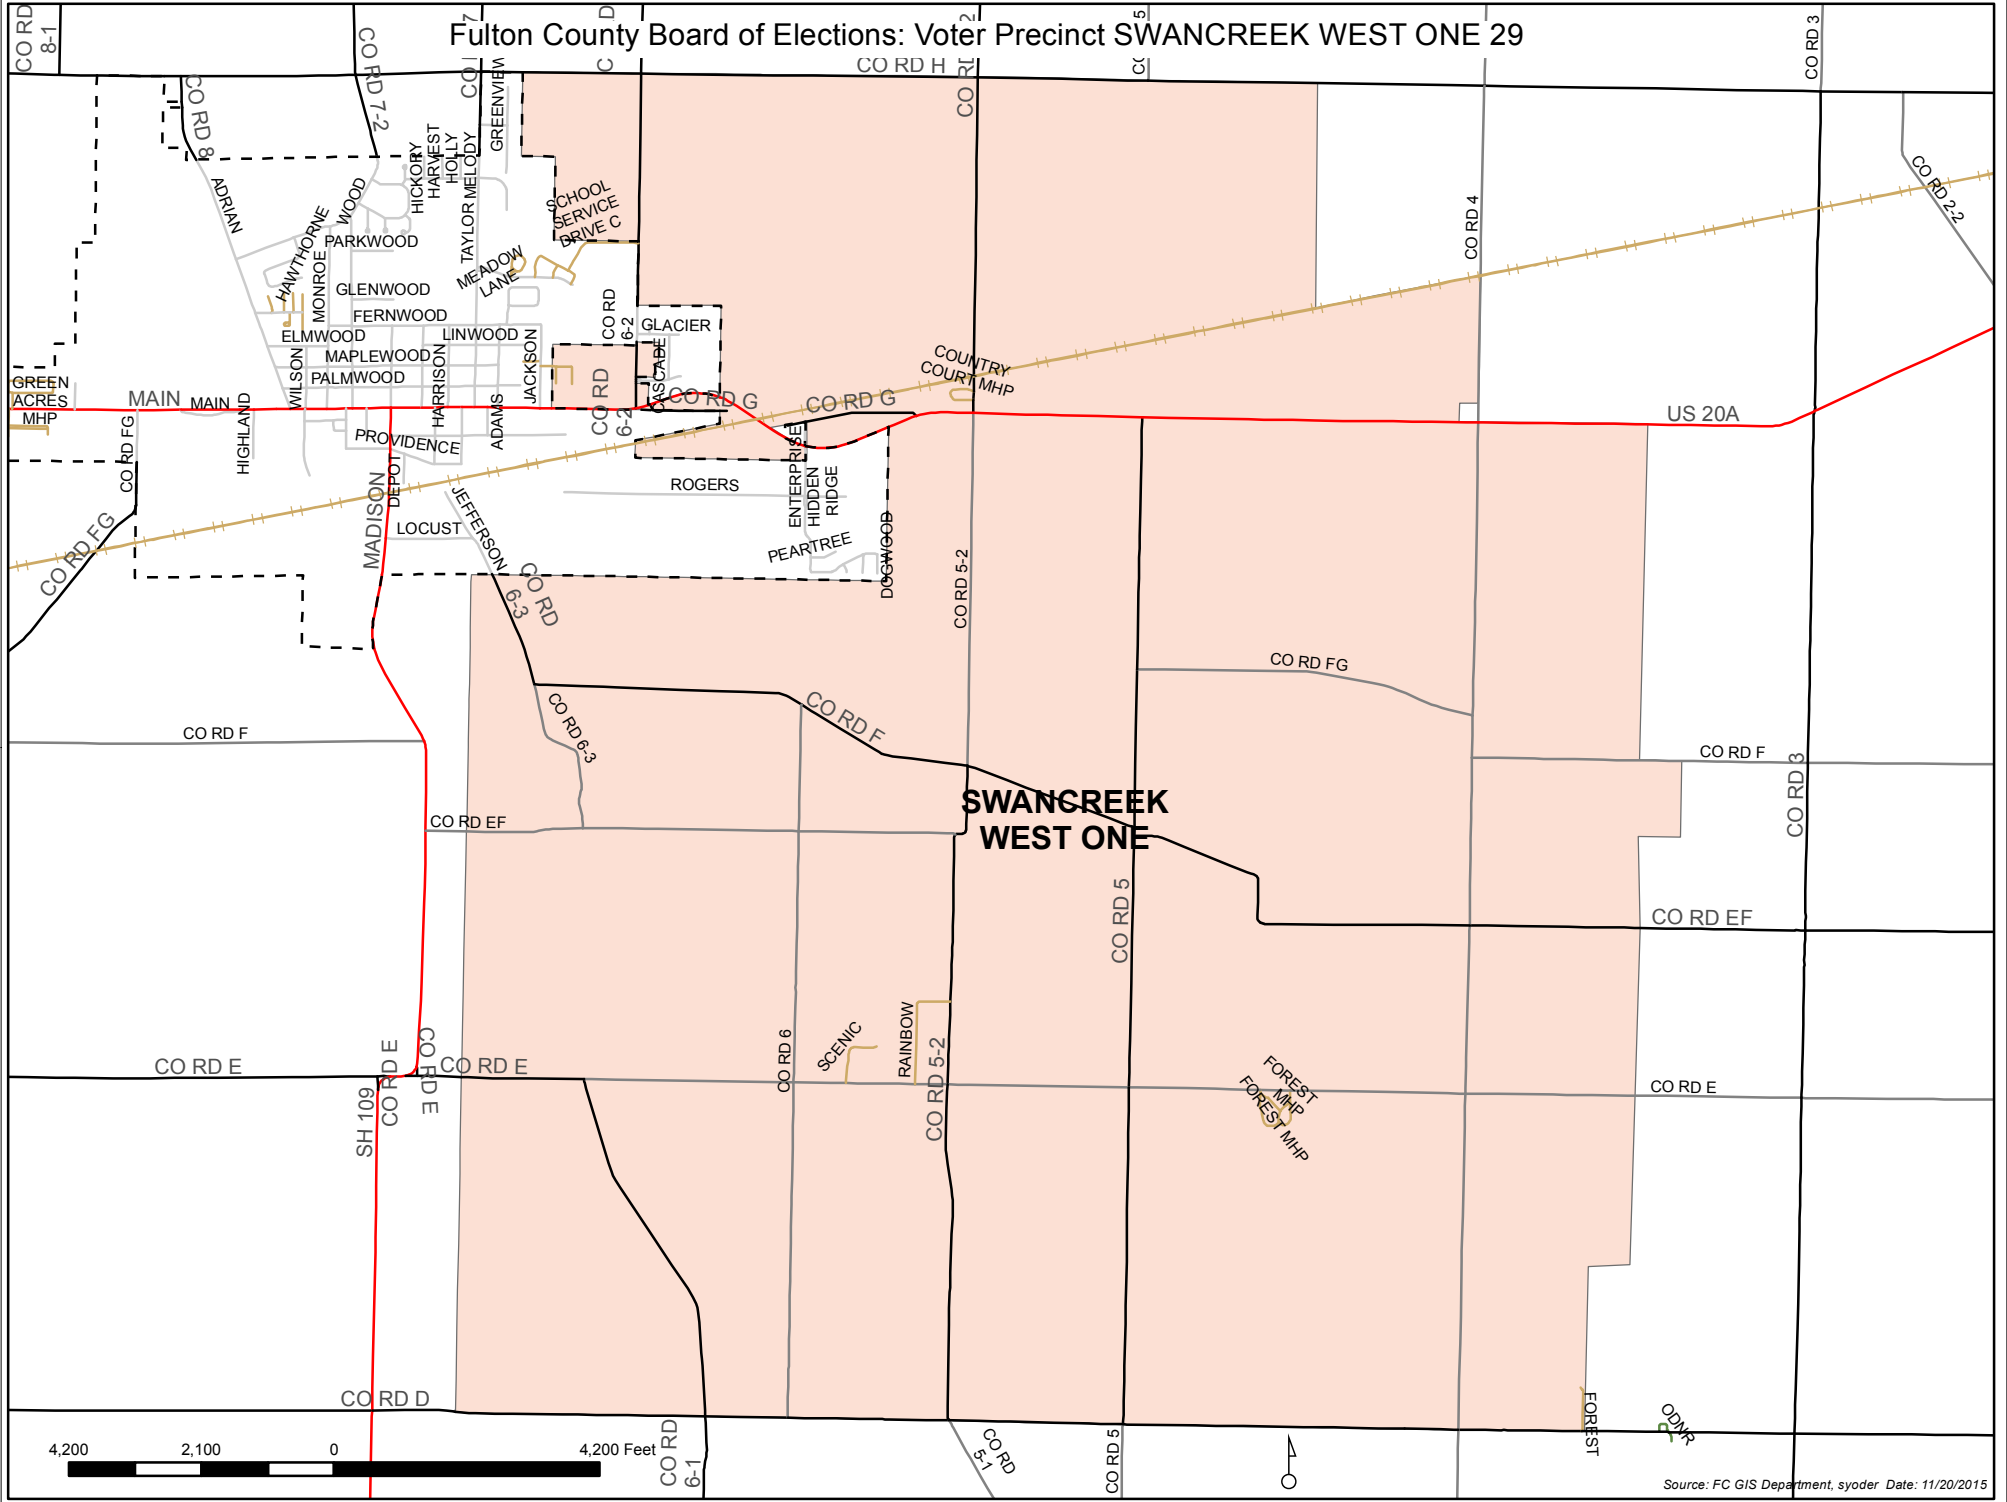 Fulton County Board of Elections: Voter Precinct SWANCREEK WEST ONE 29
CO RD
8-1
CO RD 7-2
CO RD H
CO RD 3
CO RD 8
GREENVIEW
ADRIAN
WOOD
HICKORY
HARVEST
HOLLY
TAYLOR
MELODY
SCHOOL
SERVICE
DRIVE C
CO RD 4
CO RD 2-2
HAWTHORNE
PARKWOOD
MONROE
MEADOW
LANE
GLENWOOD
FERNWOOD
ELMWOOD
LINWOOD
CO RD
6-2
GLACIER
MAPLEWOOD
PALMWOOD
WILSON
HARRISON
JACKSON
CASCADE
COUNTRY
COURT MHP
GREEN
ACRES
MHP
MAIN
MAIN
CO RD
6-2
CO RD G
CO RD G
US 20A
CO RD FG
HIGHLAND
PROVIDENCE
ADAMS
DEPOT
MADISON
JEFFERSON
LOCUST
ROGERS
ENTERPRISE
HIDDEN
RIDGE
PEARTREE
DOGWOOD
CO RD 5-2
CO RD FG
CO RD
6-3
CO RD FG
CO RD F
CO RD 6-3
CO RD F
CO RD F
CO RD 3
SWANCREEK
WEST ONE
CO RD EF
CO RD 5
CO RD EF
CO RD E
CO RD E
CO RD E
CO RD E
SH 109
CO RD 6
SCENIC
RAINBOW
CO RD 5-2
FOREST
MHP
FOREST MHP
CO RD E
CO RD D
CO RD
6-1
CO RD
5-1
CO RD 5
FOREST
ODNR
4,200
2,100
0
4,200 Feet
Source: FC GIS Department, syoder Date: 11/20/2015